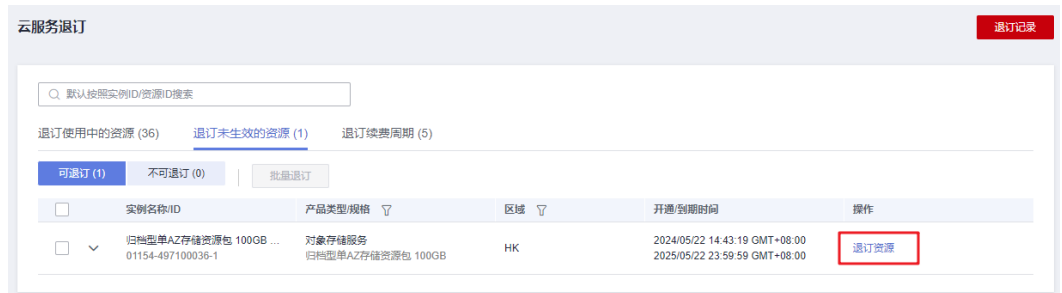 云服务退订
退订记录
默认按照实例ID/资源ID搜索
退订使用中的资源 (36) 退订未生效的资源 (1) 退订续费周期 (5)
可退订 (1) 不可退订 (0) 批量退订
实例名称/ID 产品类型/规格 区域 开通/到期时间 操作
归档型单AZ存储资源包 100GB ... 对象存储服务 HK 2024/05/22 14:43:19 GMT+08:00 退订资源
01154-497100036-1 归档型单AZ存储资源包 100GB 2025/05/22 23:59:59 GMT+08:00